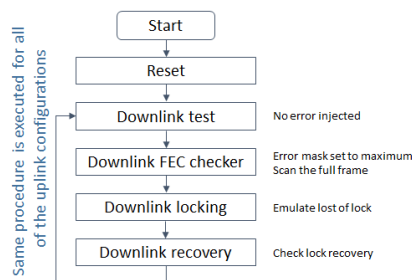 Same procedure is executed for all
of the uplink configurations
Start
Reset
Downlink test
No error injected
Downlink FEC checker
Error mask set to maximum
Scan the full frame
Downlink locking
Emulate lost of lock
Downlink recovery
Check lock recovery